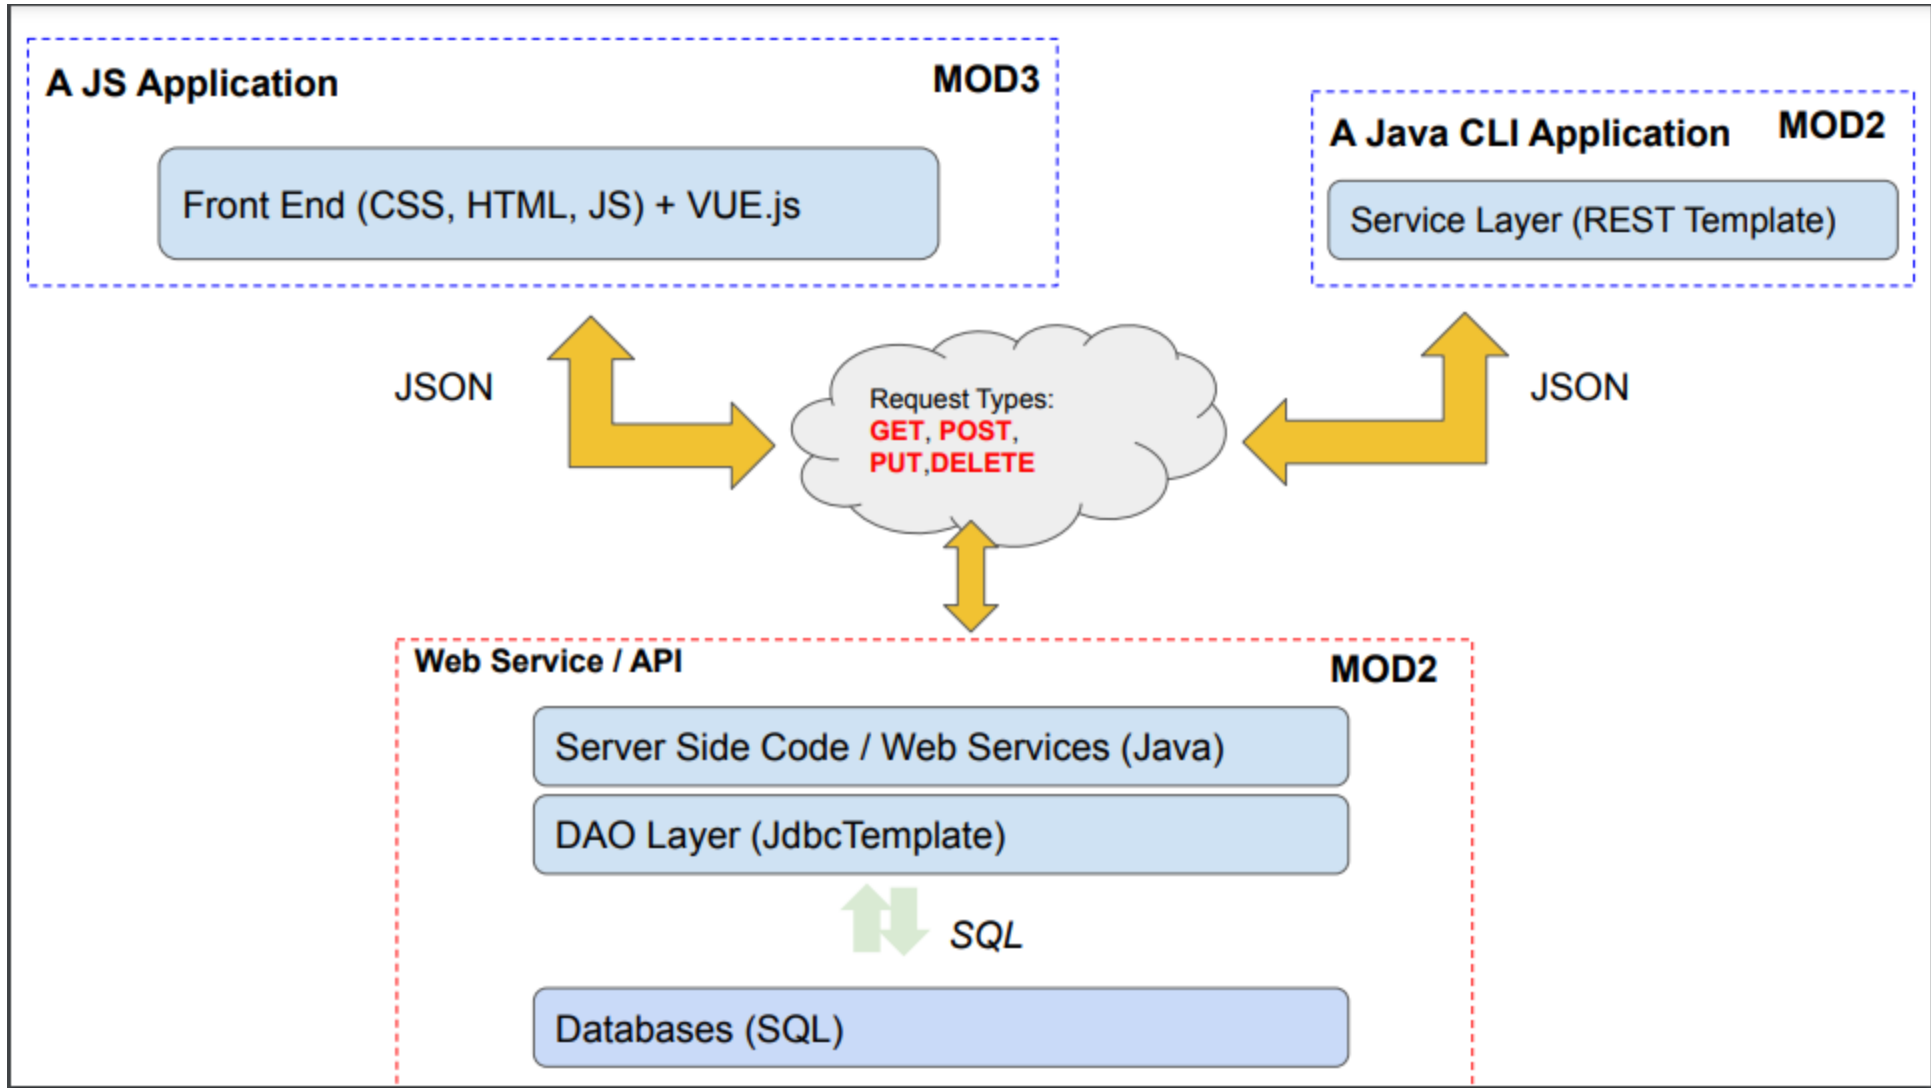 A JS Application
MOD3
Front End (CSS, HTML, JS) + VUE.js
A Java CLI Application
MOD2
Service Layer (REST Template)
JSON
Request Types:
GET, POST,
PUT,DELETE
JSON
Web Service / API
MOD2
Server Side Code / Web Services (Java)
DAO Layer (JdbcTemplate)
SQL
Databases (SQL)